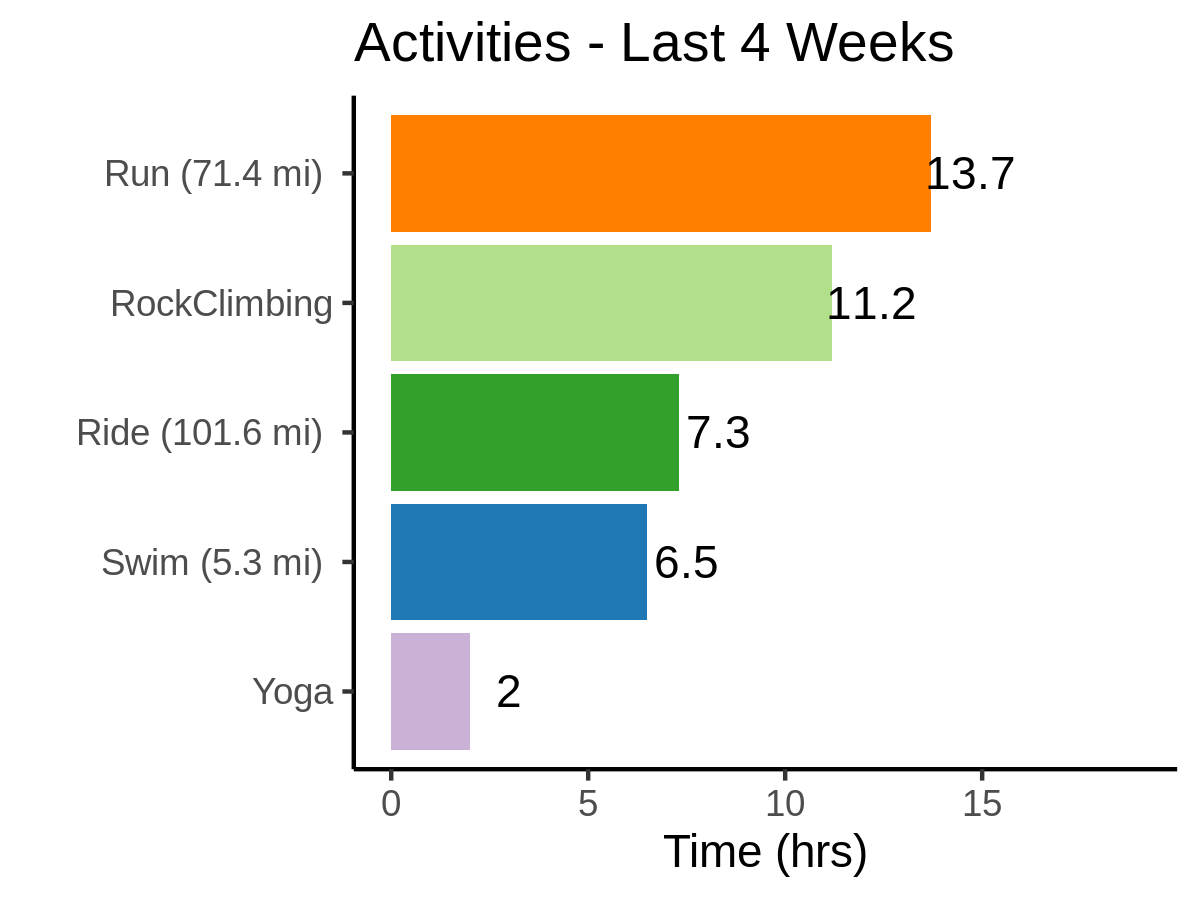 Activities - Last 4 Weeks
Run (71.4 mi)
13.7
RockClimbing
11.2
Ride (101.6 mi)
7.3
Swim (5.3 mi)
6.5
Yoga
2
0 5 10 15
Time (hrs)